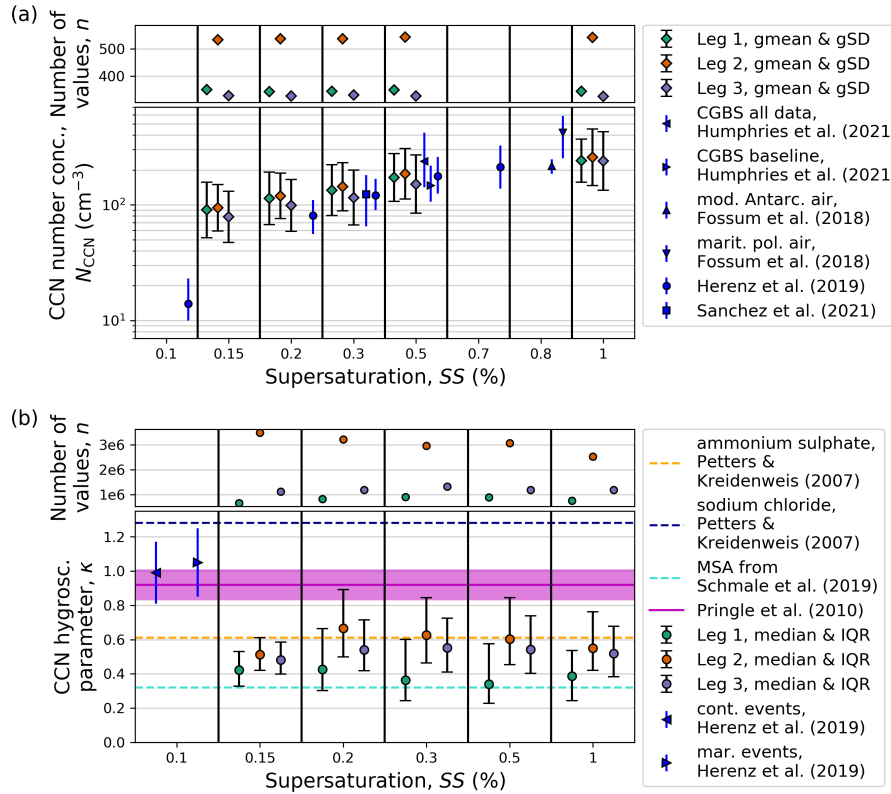 (a)
Number of
values, n
500
400
CCN number conc.,
N_CCN (cm⁻³)
10²
10¹
0.1 0.15 0.2 0.3 0.5 0.7 0.8 1
Supersaturation, SS (%)
Leg 1, gmean & gSD
Leg 2, gmean & gSD
Leg 3, gmean & gSD
CGBS all data,
Humphries et al. (2021
CGBS baseline,
Humphries et al. (2021
mod. Antarc. air,
Fossum et al. (2018)
marit. pol. air,
Fossum et al. (2018)
Herenz et al. (2019)
Sanchez et al. (2021)
(b)
Number of
values, n
3e6
2e6
1e6
CCN hygrosc.
parameter, κ
1.2
1.0
0.8
0.6
0.4
0.2
0.0
0.1 0.15 0.2 0.3 0.5 1
Supersaturation, SS (%)
ammonium sulphate,
Petters &
Kreidenweis (2007)
sodium chloride,
Petters &
Kreidenweis (2007)
MSA from
Schmale et al. (2019)
Pringle et al. (2010)
Leg 1, median & IQR
Leg 2, median & IQR
Leg 3, median & IQR
cont. events,
Herenz et al. (2019)
mar. events,
Herenz et al. (2019)